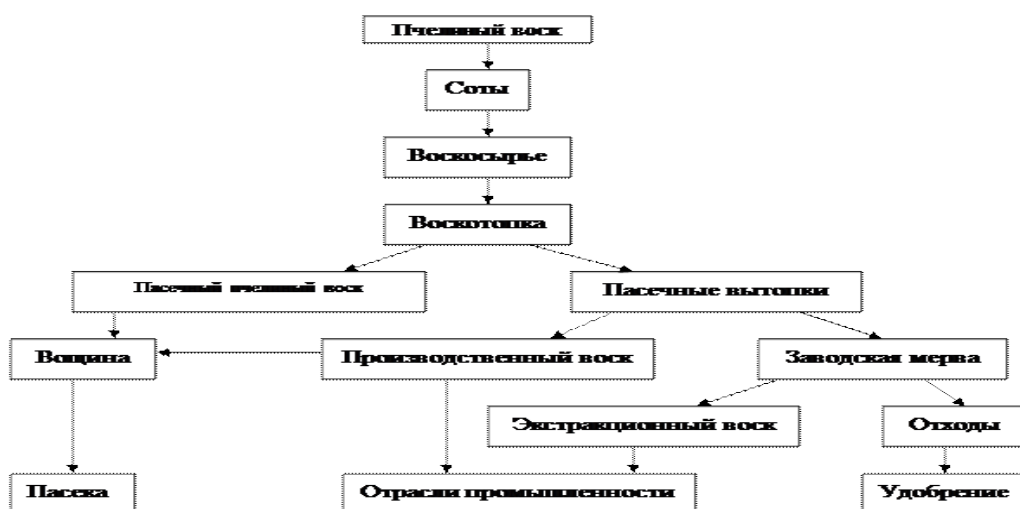 Пчелиный воск
Соты
Воскосырье
Воскотопка
Пасечный пчелиный воск
Пасечные вытопки
Вощина
Производственный воск
Заводская мерва
Экстракционный воск
Отходы
Пасека
Отрасли промышленности
Удобрение